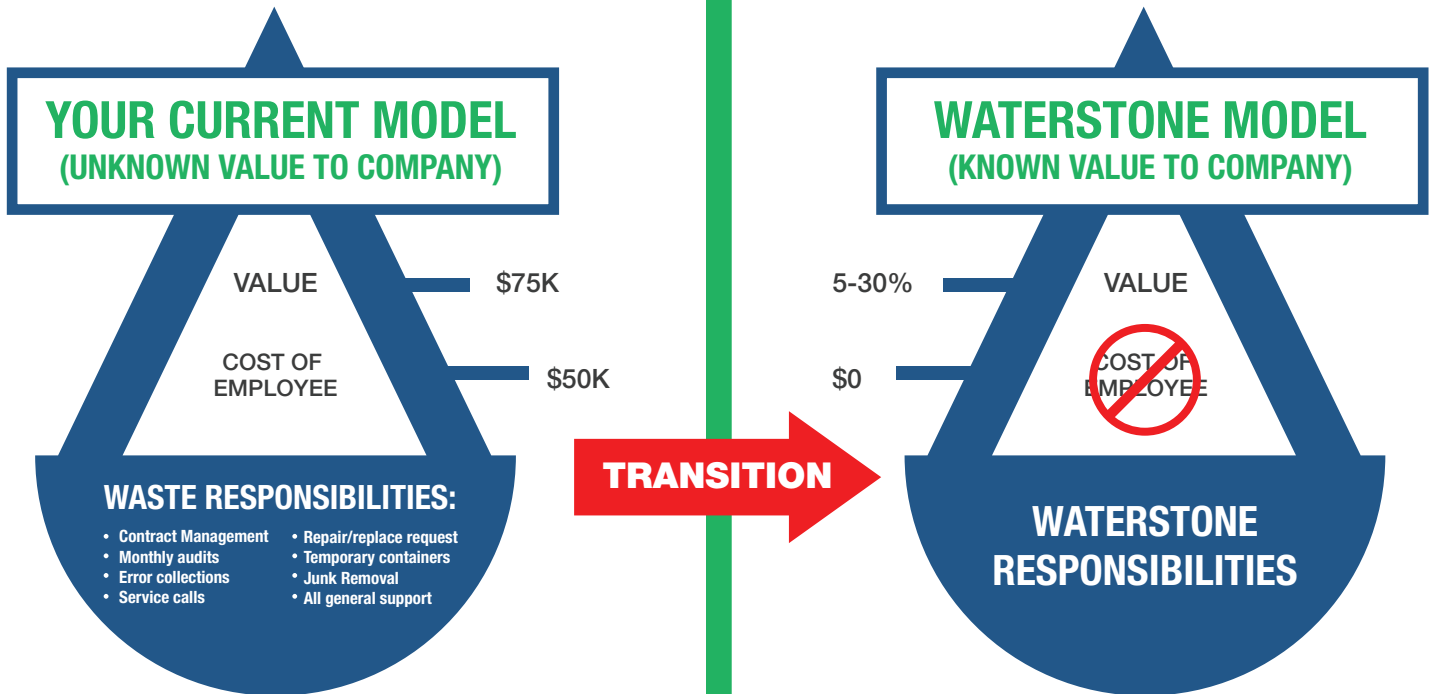 YOUR CURRENT MODEL
(UNKNOWN VALUE TO COMPANY)
VALUE
$75K
COST OF
EMPLOYEE
$50K
WASTE RESPONSIBILITIES:
• Contract Management
• Monthly audits
• Error collections
• Service calls
• Repair/replace request
• Temporary containers
• Junk Removal
• All general support
TRANSITION
WATERSTONE MODEL
(KNOWN VALUE TO COMPANY)
5-30%
VALUE
$0
COST OF
EMPLOYEE
WATERSTONE
RESPONSIBILITIES